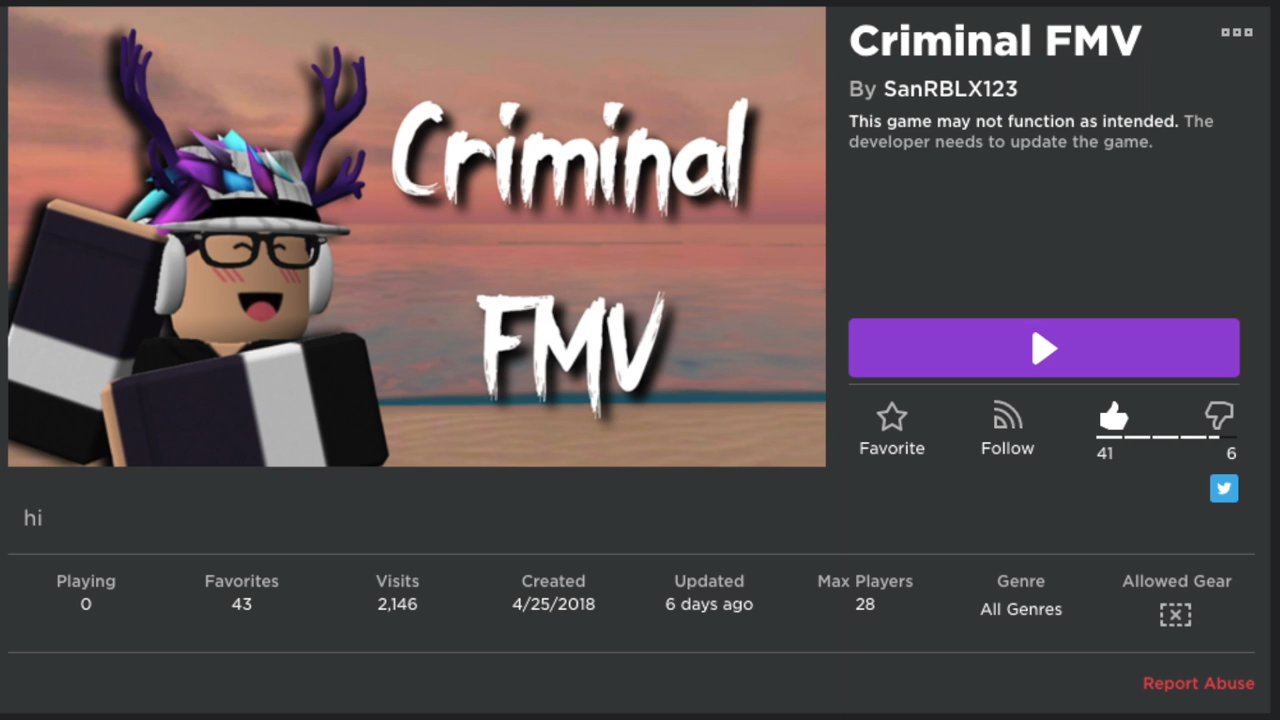 Criminal
FMV
Criminal FMV
By SanRBLX123
This game may not function as intended. The
developer needs to update the game.
Favorite
Follow
41
6
hi
Playing
0
Favorites
43
Visits
2,146
Created
4/25/2018
Updated
6 days ago
Max Players
28
Genre
All Genres
Allowed Gear
Report Abuse